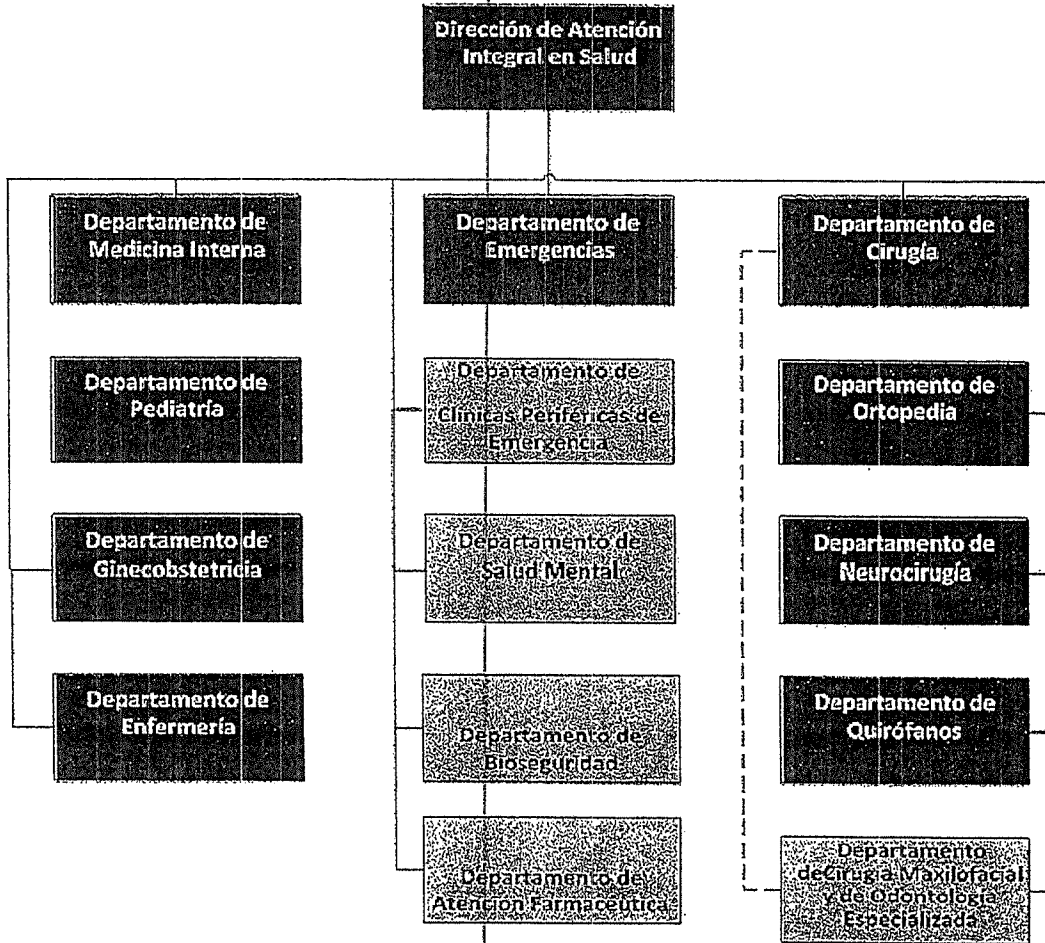 Dirección de Atención
Integral en Salud
Departamento de
Medicina Interna
Departamento de
Emergencias
Departamento de
Cirugía
Departamento de
Pediatría
Departamento de
Clínicas Periféricas de
Emergencia
Departamento de
Ortopedia
Departamento de
Ginecobstetricia
Departamento de
Salud Mental
Departamento de
Neurocirugía
Departamento de
Enfermería
Departamento de
Bioseguridad
Departamento de
Quirófanos
Departamento de
Atención Farmacéutica
Departamento
deCirugía Maxilofacial
y de Odontología
Especializada